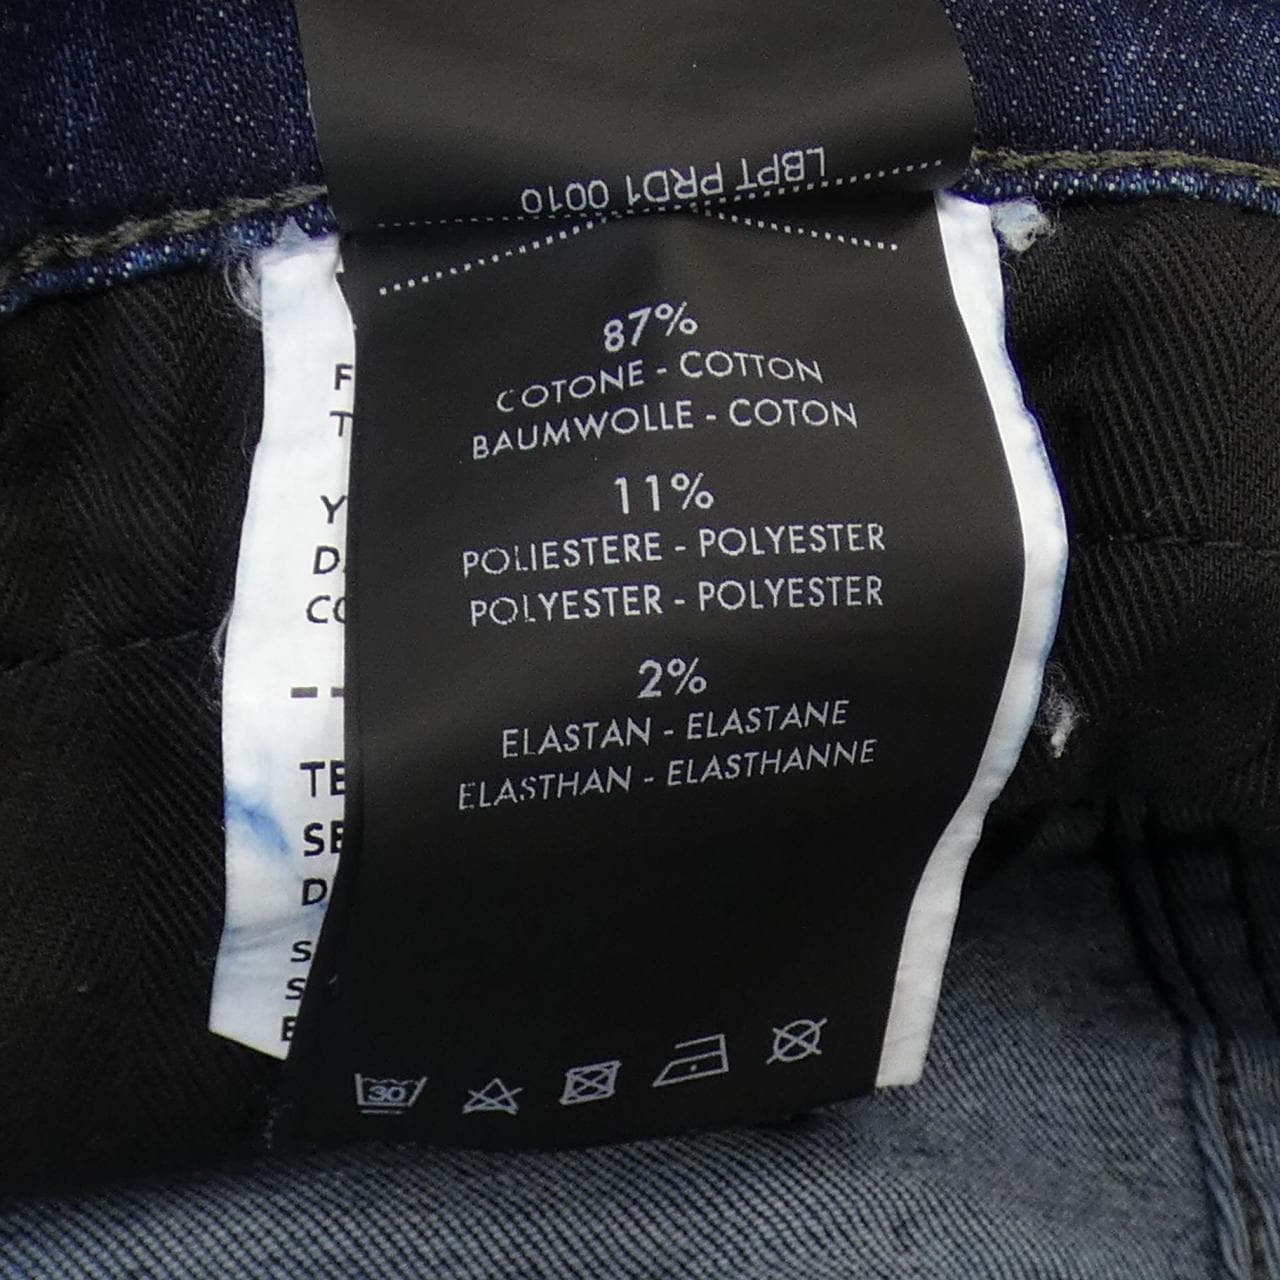 LBPT PRD1 0010
87%
COTONE - COTTON
BAUMWOLLE - COTON
11%
POLIESTERE - POLYESTER
POLYESTER - POLYESTER
2%
ELASTAN - ELASTANE
ELASTHAN - ELASTHANNE
30